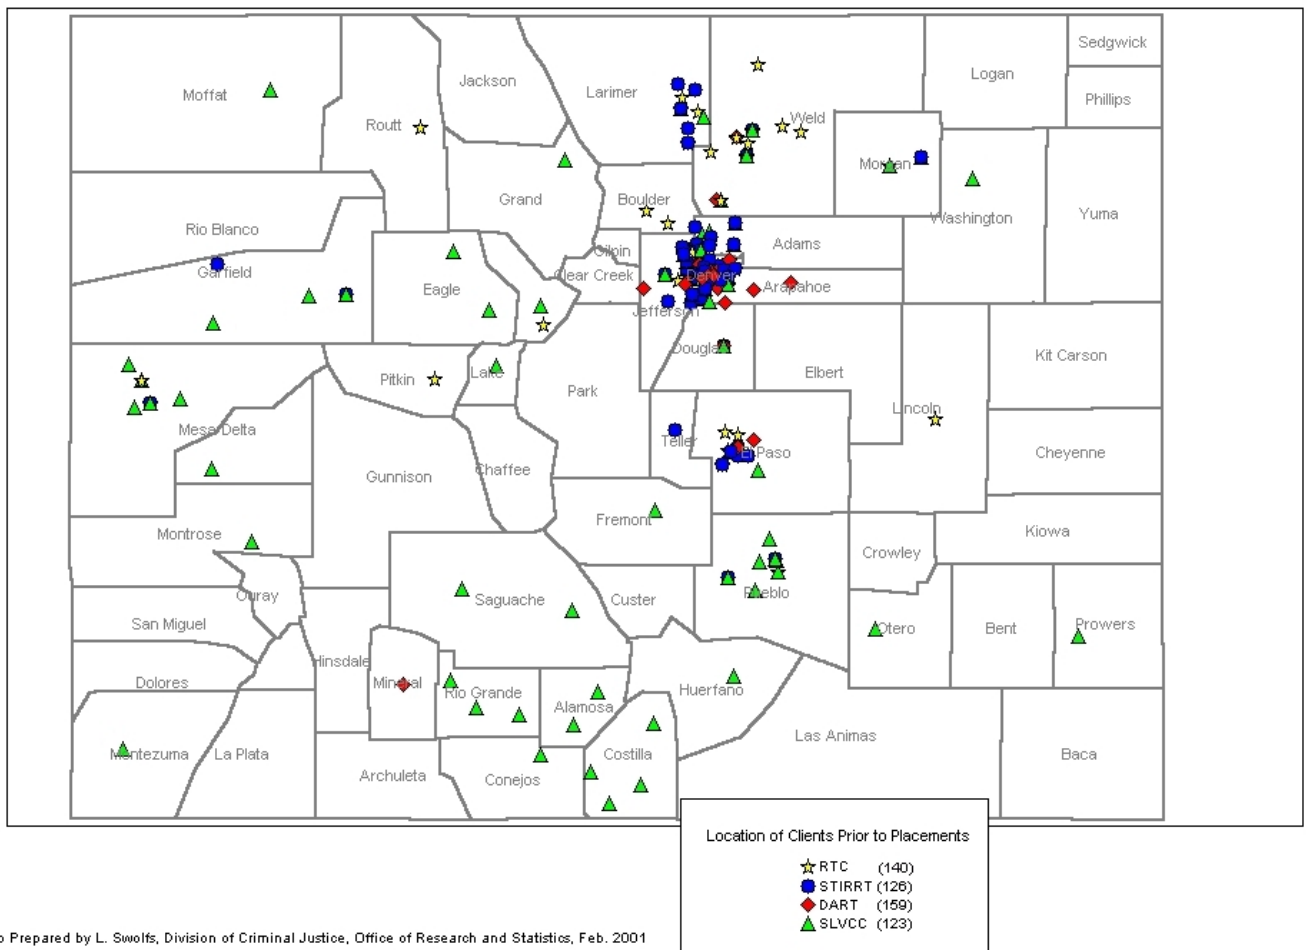 Sedgwick
Logan
Jackson
Larimer
Moffat
Phillips
Weld
Routt
Morgan
Grand
Boulder
Washington
Yuma
Rio Blanco
Adams
Gilpin
Garfield
Clear Creek
Denver
Eagle
Arapahoe
Jefferson
Douglas
Kit Carson
Pitkin
Lake
Elbert
Park
Lincoln
Mesa
Delta
Teller
El Paso
Cheyenne
Chaffee
Gunnison
Fremont
Montrose
Kiowa
Crowley
Pueblo
Ouray
Saguache
Custer
San Miguel
Otero
Bent
Prowers
Hinsdale
Dolores
Mineral
Rio Grande
Huerfano
Alamosa
Las Animas
Montezuma
La Plata
Costilla
Baca
Archuleta
Conejos
Location of Clients Prior to Placements
RTC (140)
STIRRT (126)
DART (159)
SLVCC (123)
Prepared by L. Swolfs, Division of Criminal Justice, Office of Research and Statistics, Feb. 2001